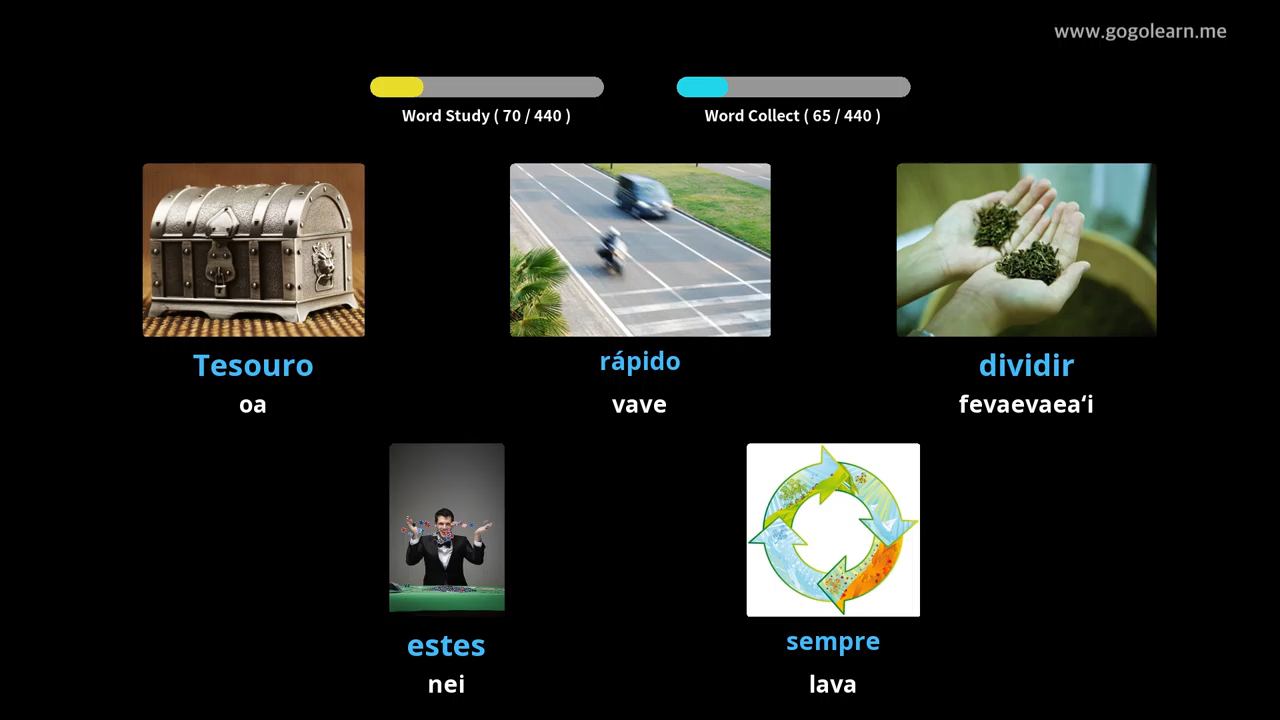 www.gogolearn.me
Word Study ( 70 / 440 )
Word Collect ( 65 / 440 )
Tesouro
oa
rápido
vave
dividir
fevaevaea‘i
estes
nei
sempre
lava